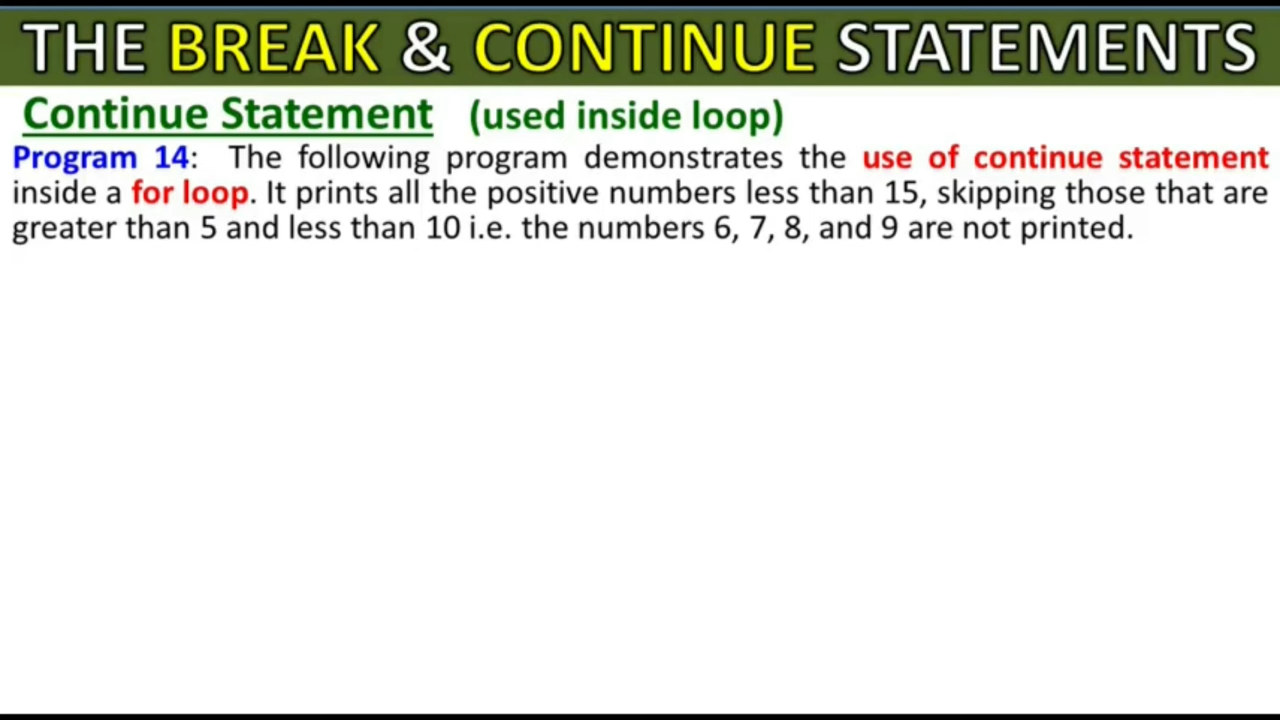 THE BREAK & CONTINUE STATEMENTS
Continue Statement (used inside loop)
Program 14: The following program demonstrates the use of continue statement
inside a for loop. It prints all the positive numbers less than 15, skipping those that are
greater than 5 and less than 10 i.e. the numbers 6, 7, 8, and 9 are not printed.